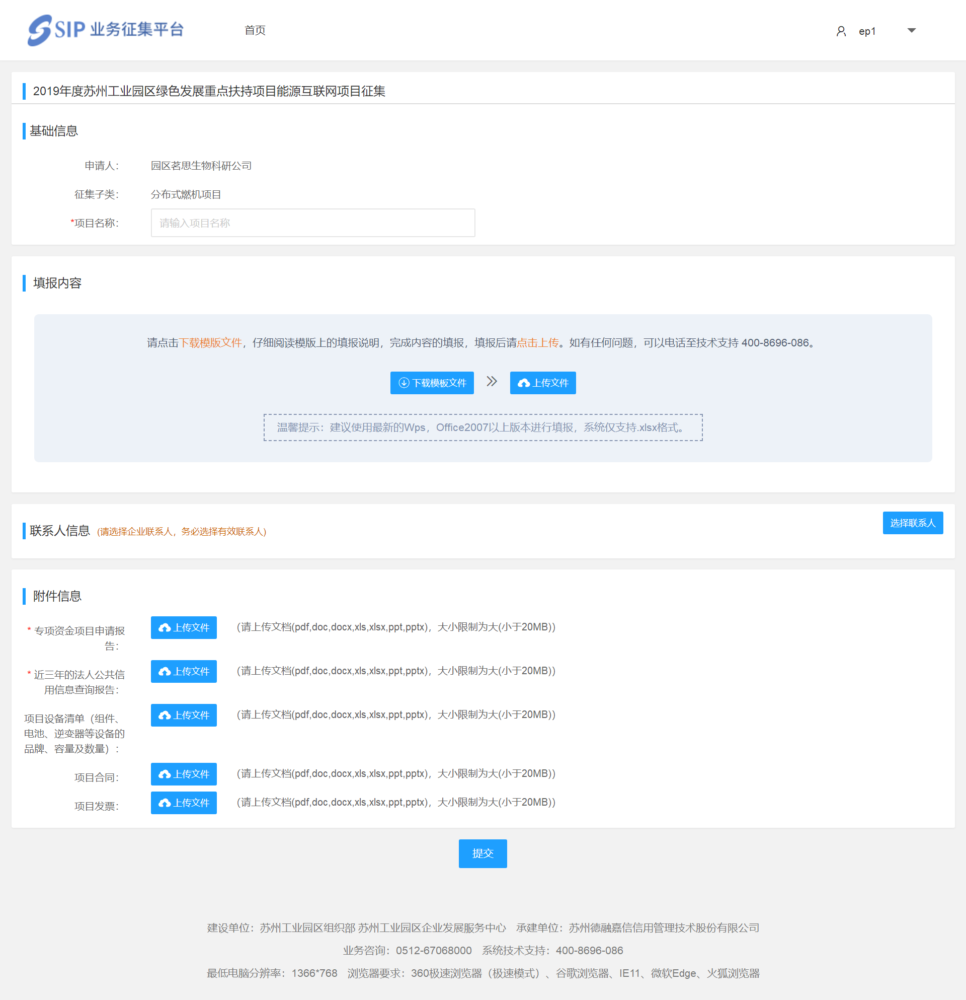 SIP 业务征集平台
首页
ep1
2019年度苏州工业园区绿色发展重点扶持项目能源互联网项目征集
基础信息
申请人：
园区茗思生物科研公司
征集子类：
分布式燃机项目
*项目名称：
请输入项目名称
填报内容
请点击下载模版文件，仔细阅读模版上的填报说明，完成内容的填报，填报后请点击上传。如有任何问题，可以电话至技术支持 400-8696-086。
下载模板文件
上传文件
温馨提示：建议使用最新的Wps，Office2007以上版本进行填报，系统仅支持.xlsx格式。
联系人信息 (请选择企业联系人，务必选择有效联系人)
选择联系人
附件信息
* 专项资金项目申请报
告：
上传文件
(请上传文档(pdf,doc,docx,xls,xlsx,ppt,pptx)，大小限制为大(小于20MB))
* 近三年的法人公共信
用信息查询报告：
上传文件
(请上传文档(pdf,doc,docx,xls,xlsx,ppt,pptx)，大小限制为大(小于20MB))
项目设备清单（组件、
电池、逆变器等设备的
品牌、容量及数量）：
上传文件
(请上传文档(pdf,doc,docx,xls,xlsx,ppt,pptx)，大小限制为大(小于20MB))
项目合同：
上传文件
(请上传文档(pdf,doc,docx,xls,xlsx,ppt,pptx)，大小限制为大(小于20MB))
项目发票：
上传文件
(请上传文档(pdf,doc,docx,xls,xlsx,ppt,pptx)，大小限制为大(小于20MB))
提交
建设单位：苏州工业园区组织部 苏州工业园区企业发展服务中心 承建单位：苏州德融嘉信信用管理技术股份有限公司
业务咨询：0512-67068000 系统技术支持：400-8696-086
最低电脑分辨率：1366*768 浏览器要求：360极速浏览器（极速模式）、谷歌浏览器、IE11、微软Edge、火狐浏览器